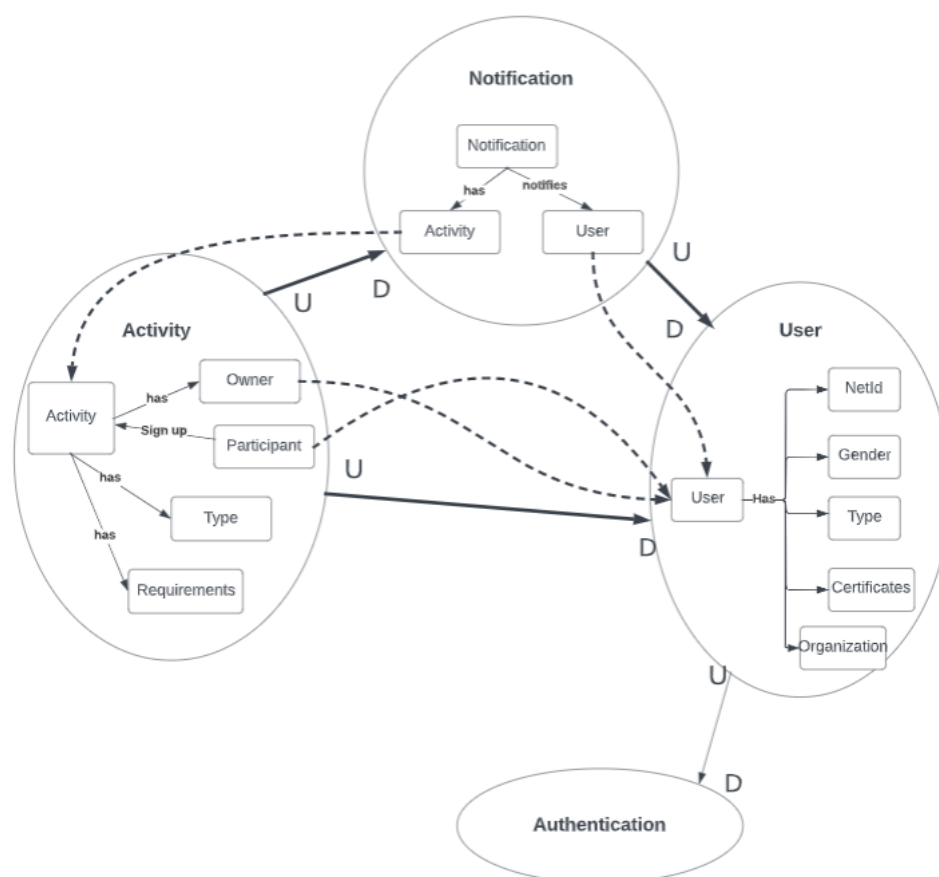 Notification
Notification
has
notifies
Activity
User
U
D
U
D
Activity
Owner
has
Activity
Sign up
Participant
has
Type
has
Requirements
U
D
User
NetId
Gender
User
Has
Type
Certificates
Organization
U
D
Authentication